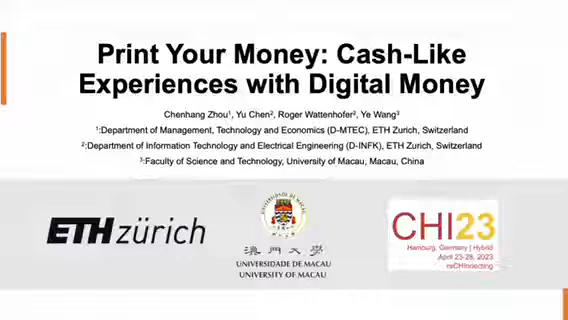 Print Your Money: Cash-Like
Experiences with Digital Money
Chenhang Zhou¹, Yu Chen², Roger Wattenhofer², Ye Wang³
¹:Department of Management, Technology and Economics (D-MTEC), ETH Zurich, Switzerland
²:Department of Information Technology and Electrical Engineering (D-INFK), ETH Zurich, Switzerland
³:Faculty of Science and Technology, University of Macau, Macau, China
ETH zürich
澳門大學
UNIVERSIDADE DE MACAU
UNIVERSITY OF MACAU
CHI23
Hamburg, Germany | Hybrid
April 23-28, 2023
reCHInnecting